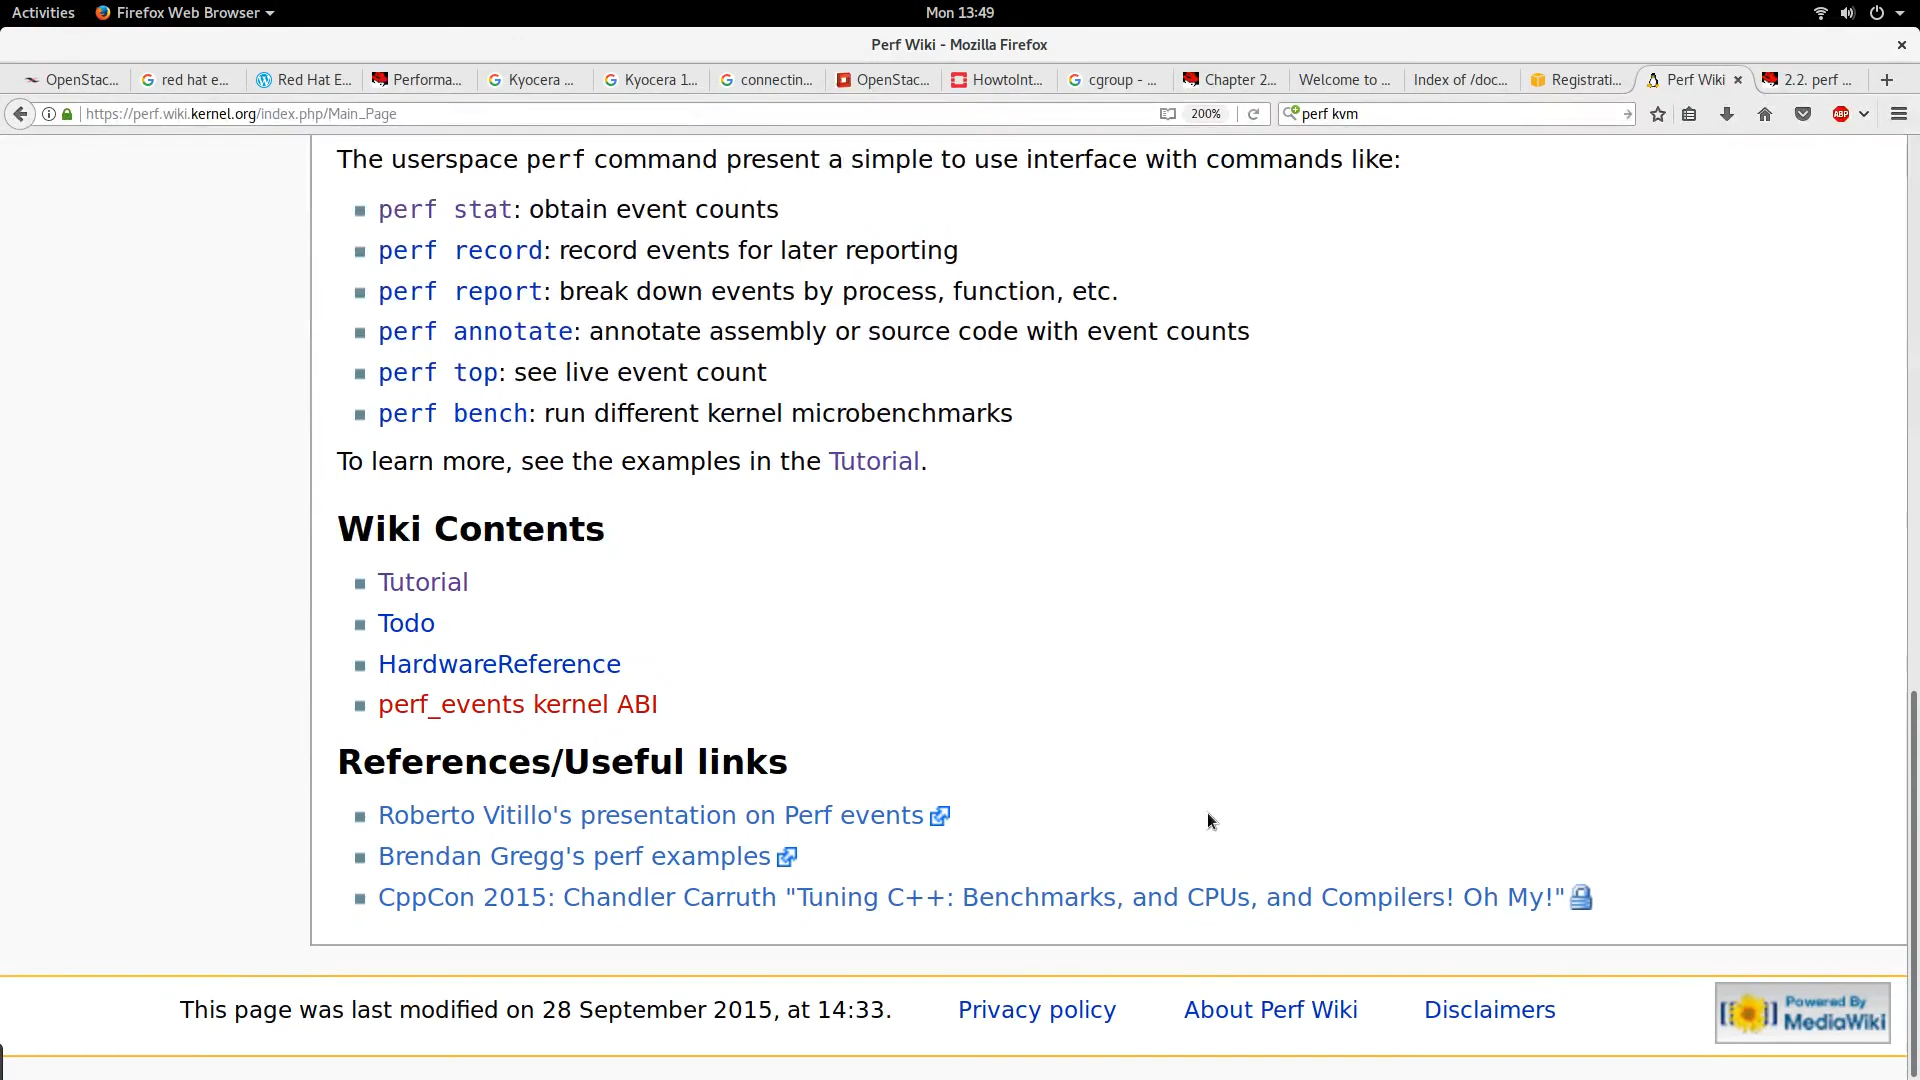 Activities Firefox Web Browser Mon 13:49
Perf Wiki - Mozilla Firefox
OpenStac... red hat e... Red Hat E... Performa... Kyocera ... Kyocera 1... connectin... OpenStac... HowtoInt... cgroup - ... Chapter 2... Welcome to ... Index of /doc... Registrati... Perf Wiki 2.2. perf ...
https://perf.wiki.kernel.org/index.php/Main_Page 200% perf kvm ABP
The userspace perf command present a simple to use interface with commands like:
perf stat: obtain event counts
perf record: record events for later reporting
perf report: break down events by process, function, etc.
perf annotate: annotate assembly or source code with event counts
perf top: see live event count
perf bench: run different kernel microbenchmarks
To learn more, see the examples in the Tutorial.
Wiki Contents
Tutorial
Todo
HardwareReference
perf_events kernel ABI
References/Useful links
Roberto Vitillo's presentation on Perf events
Brendan Gregg's perf examples
CppCon 2015: Chandler Carruth "Tuning C++: Benchmarks, and CPUs, and Compilers! Oh My!"
This page was last modified on 28 September 2015, at 14:33. Privacy policy About Perf Wiki Disclaimers
Powered By
MediaWiki